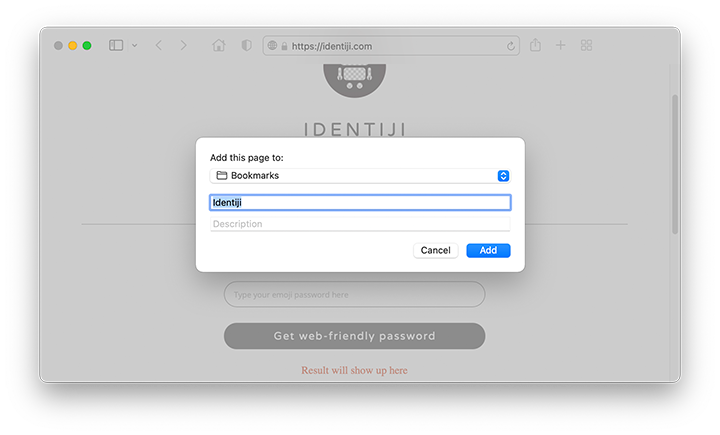 https://identiji.com
IDENTIJI
Add this page to:
Bookmarks
Identiji
Description
Cancel
Add
Type your emoji password here
Get web-friendly password
Result will show up here